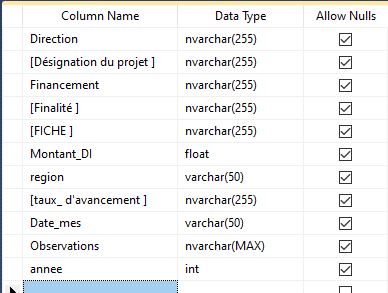 Column Name Data Type Allow Nulls
Direction nvarchar(255)
[Désignation du projet ] nvarchar(255)
Financement nvarchar(255)
[Finalité ] nvarchar(255)
[FICHE ] nvarchar(255)
Montant_DI float
region varchar(50)
[taux_ d'avancement ] nvarchar(255)
Date_mes varchar(50)
Observations nvarchar(MAX)
annee int